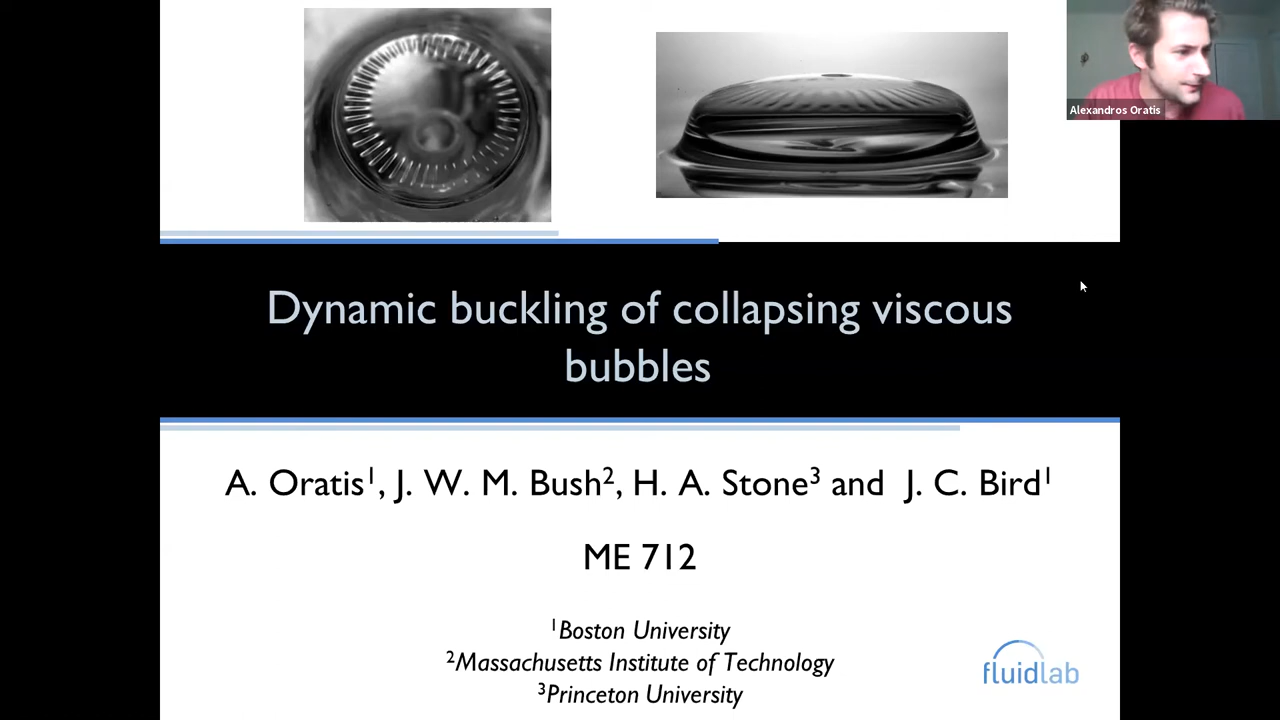 Alexandros Oratis
Dynamic buckling of collapsing viscous
bubbles
A. Oratis¹, J. W. M. Bush², H. A. Stone³ and J. C. Bird¹
ME 712
¹Boston University
²Massachusetts Institute of Technology
³Princeton University
fluidlab